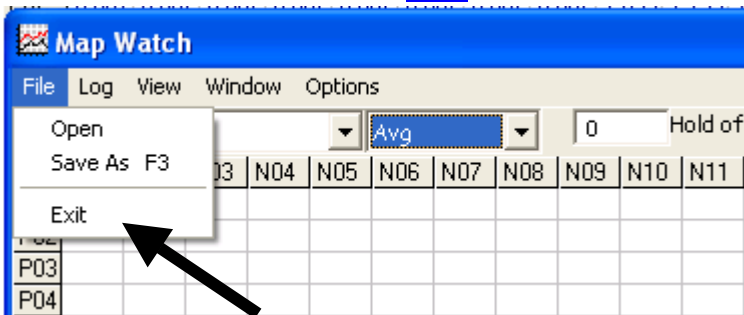 Map Watch
File Log View Window Options
Open
Save As F3
Exit
Avg 0 Hold of
03 N04 N05 N06 N07 N08 N09 N10 N11
P02
P03
P04